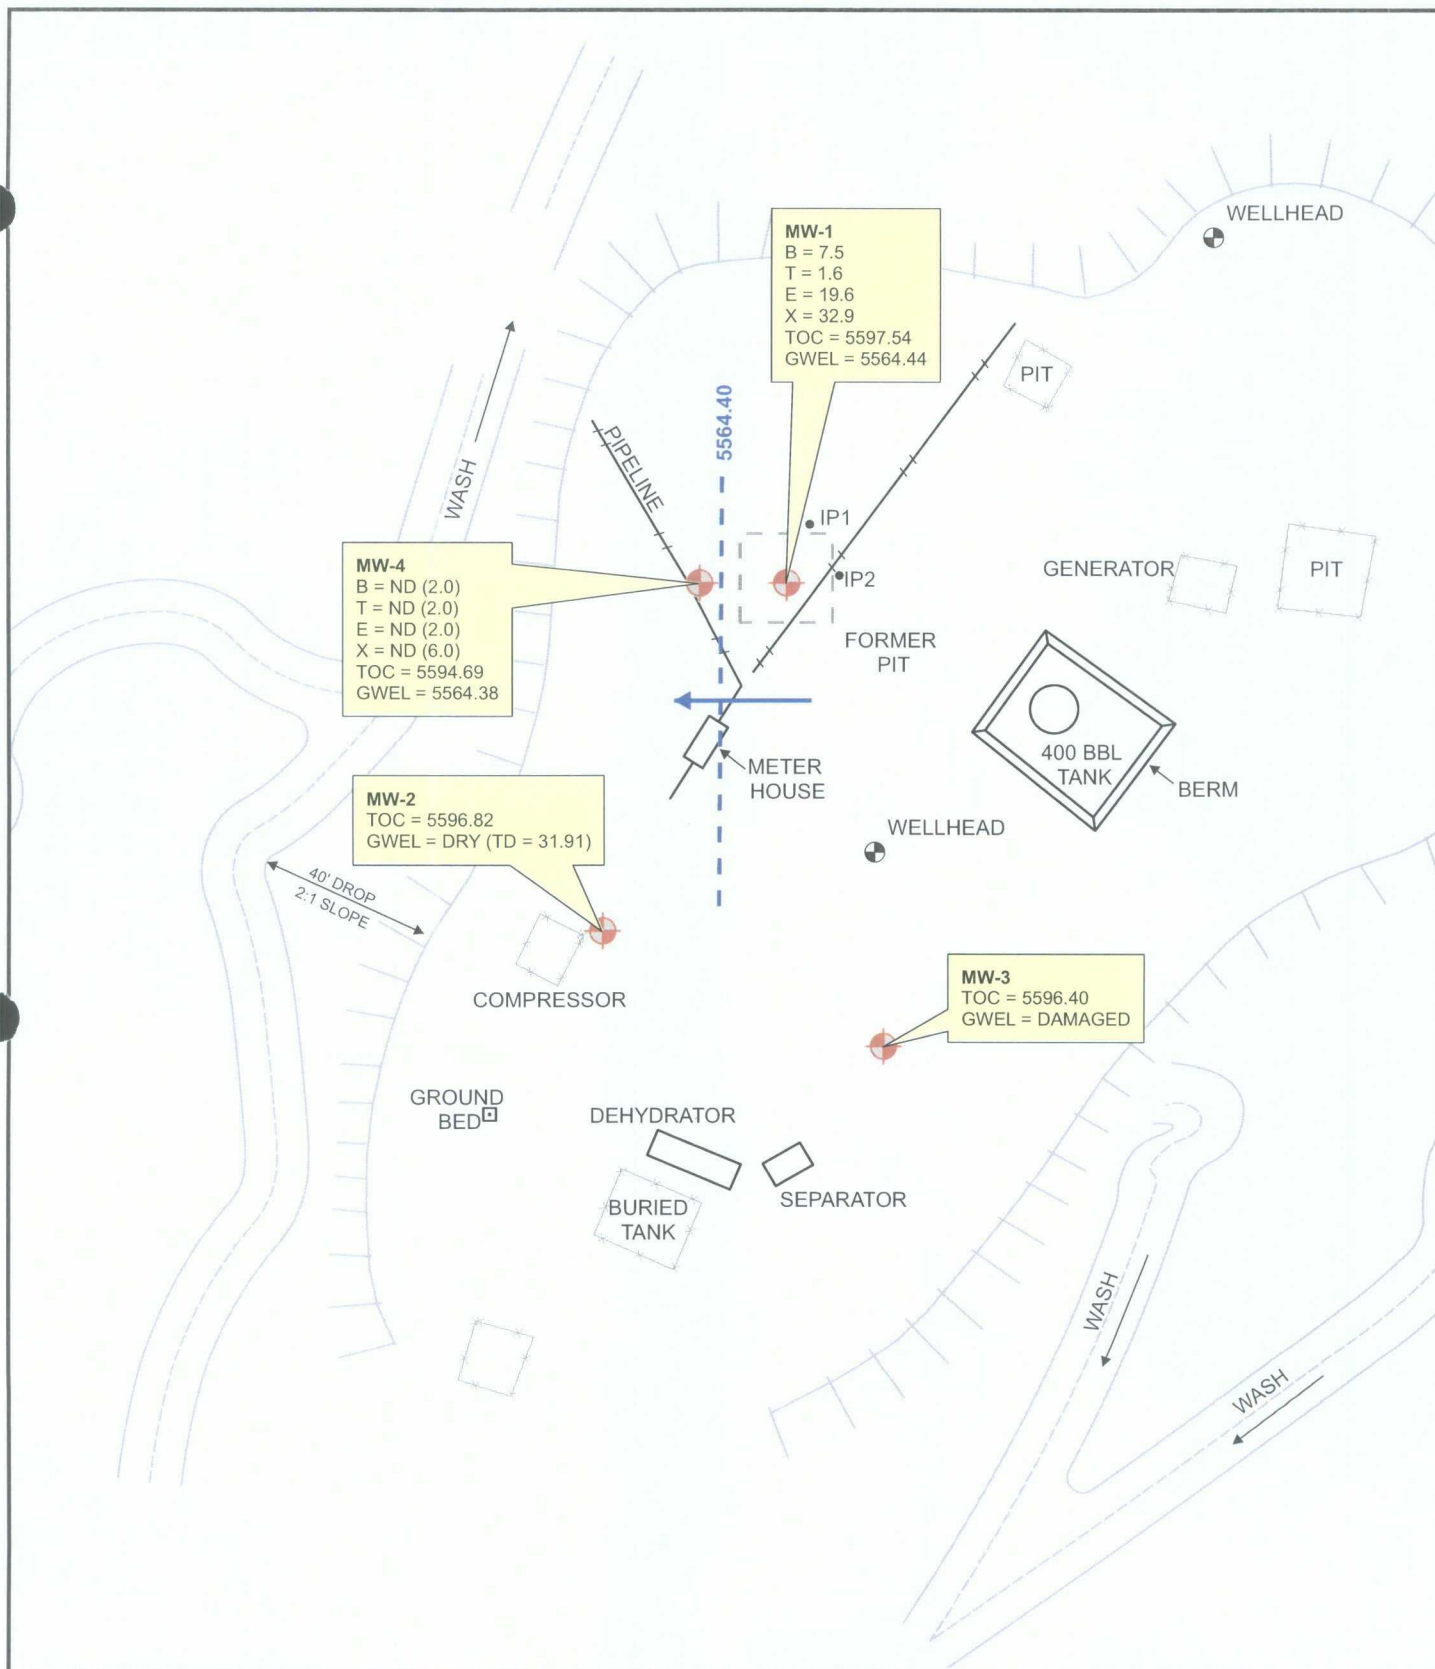 WELLHEAD
MW-1
B = 7.5
T = 1.6
E = 19.6
X = 32.9
TOC = 5597.54
GWEL = 5564.44
PIT
5564.40
PIPELINE
WASH
IP1
IP2
MW-4
B = ND (2.0)
T = ND (2.0)
E = ND (2.0)
X = ND (6.0)
TOC = 5594.69
GWEL = 5564.38
GENERATOR
PIT
FORMER
PIT
400 BBL
TANK
BERM
METER
HOUSE
MW-2
TOC = 5596.82
GWEL = DRY (TD = 31.91)
WELLHEAD
40' DROP
2:1 SLOPE
COMPRESSOR
MW-3
TOC = 5596.40
GWEL = DAMAGED
GROUND
BED
DEHYDRATOR
SEPARATOR
BURIED
TANK
WASH
WASH